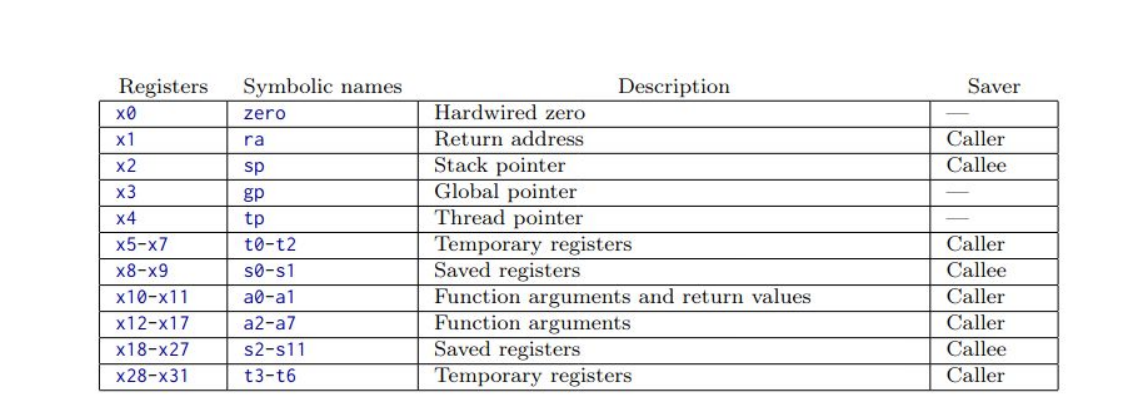 Registers Symbolic names Description Saver
x0 zero Hardwired zero —
x1 ra Return address Caller
x2 sp Stack pointer Callee
x3 gp Global pointer —
x4 tp Thread pointer —
x5-x7 t0-t2 Temporary registers Caller
x8-x9 s0-s1 Saved registers Callee
x10-x11 a0-a1 Function arguments and return values Caller
x12-x17 a2-a7 Function arguments Caller
x18-x27 s2-s11 Saved registers Callee
x28-x31 t3-t6 Temporary registers Caller